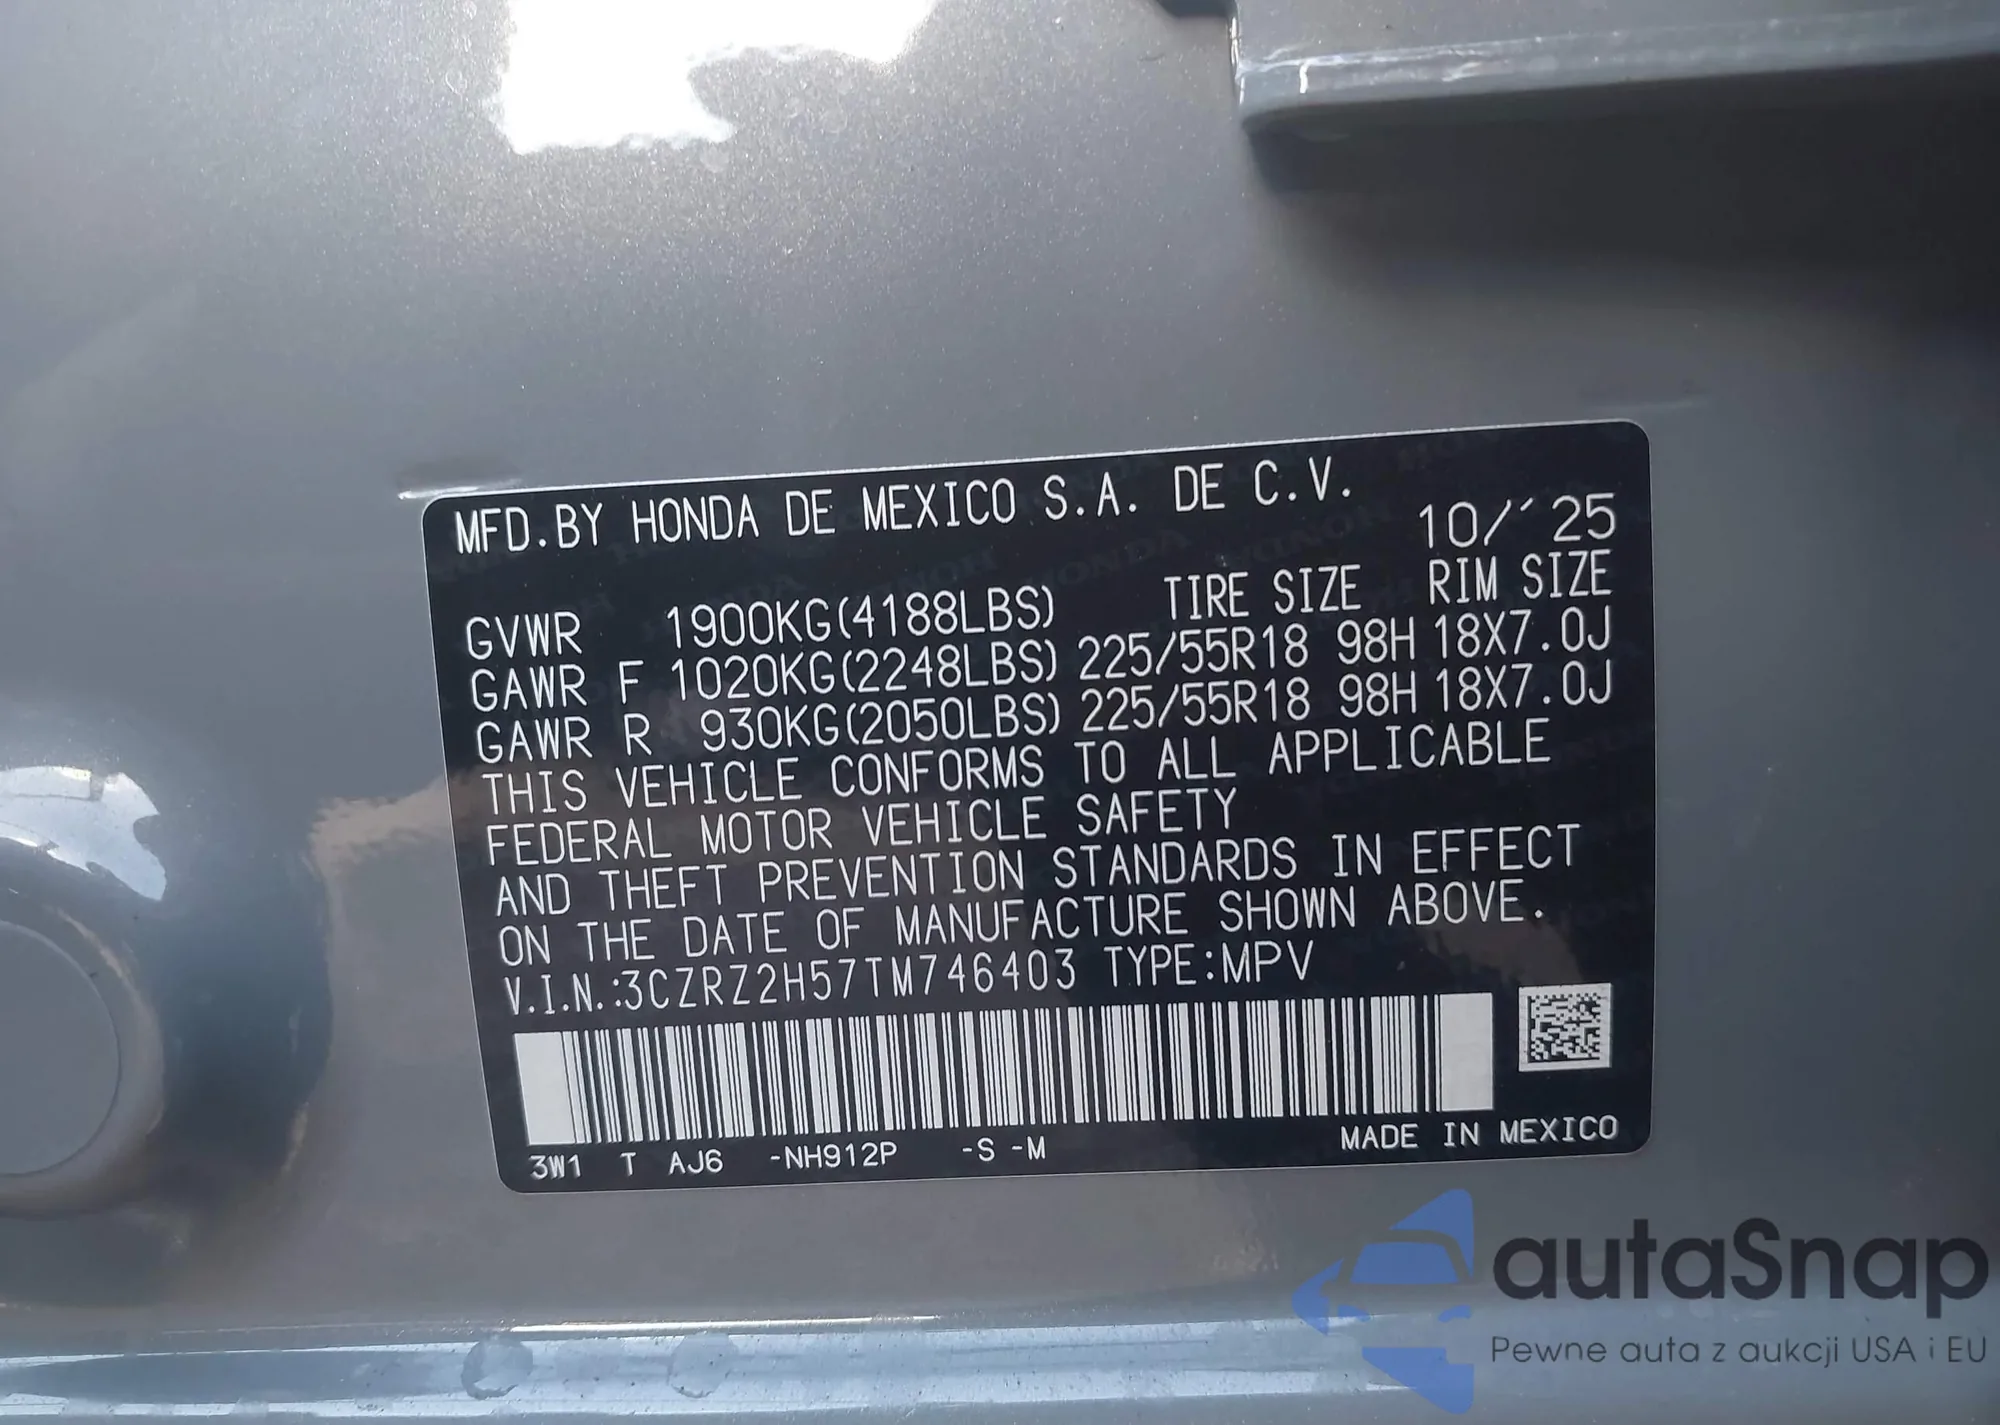 MFD.BY HONDA DE MEXICO S.A. DE C.V.
10/'25
TIRE SIZE RIM SIZE
GVWR 1900KG(4188LBS)
GAWR F 1020KG(2248LBS) 225/55R18 98H 18X7.0J
GAWR R 930KG(2050LBS) 225/55R18 98H 18X7.0J
THIS VEHICLE CONFORMS TO ALL APPLICABLE
FEDERAL MOTOR VEHICLE SAFETY
AND THEFT PREVENTION STANDARDS IN EFFECT
ON THE DATE OF MANUFACTURE SHOWN ABOVE.
V.I.N.:3CZRZ2H57TM746403 TYPE:MPV
3W1 T AJ6 -NH912P -S -M
MADE IN MEXICO
autaSnap
Pewne auta z aukcji USA i EU